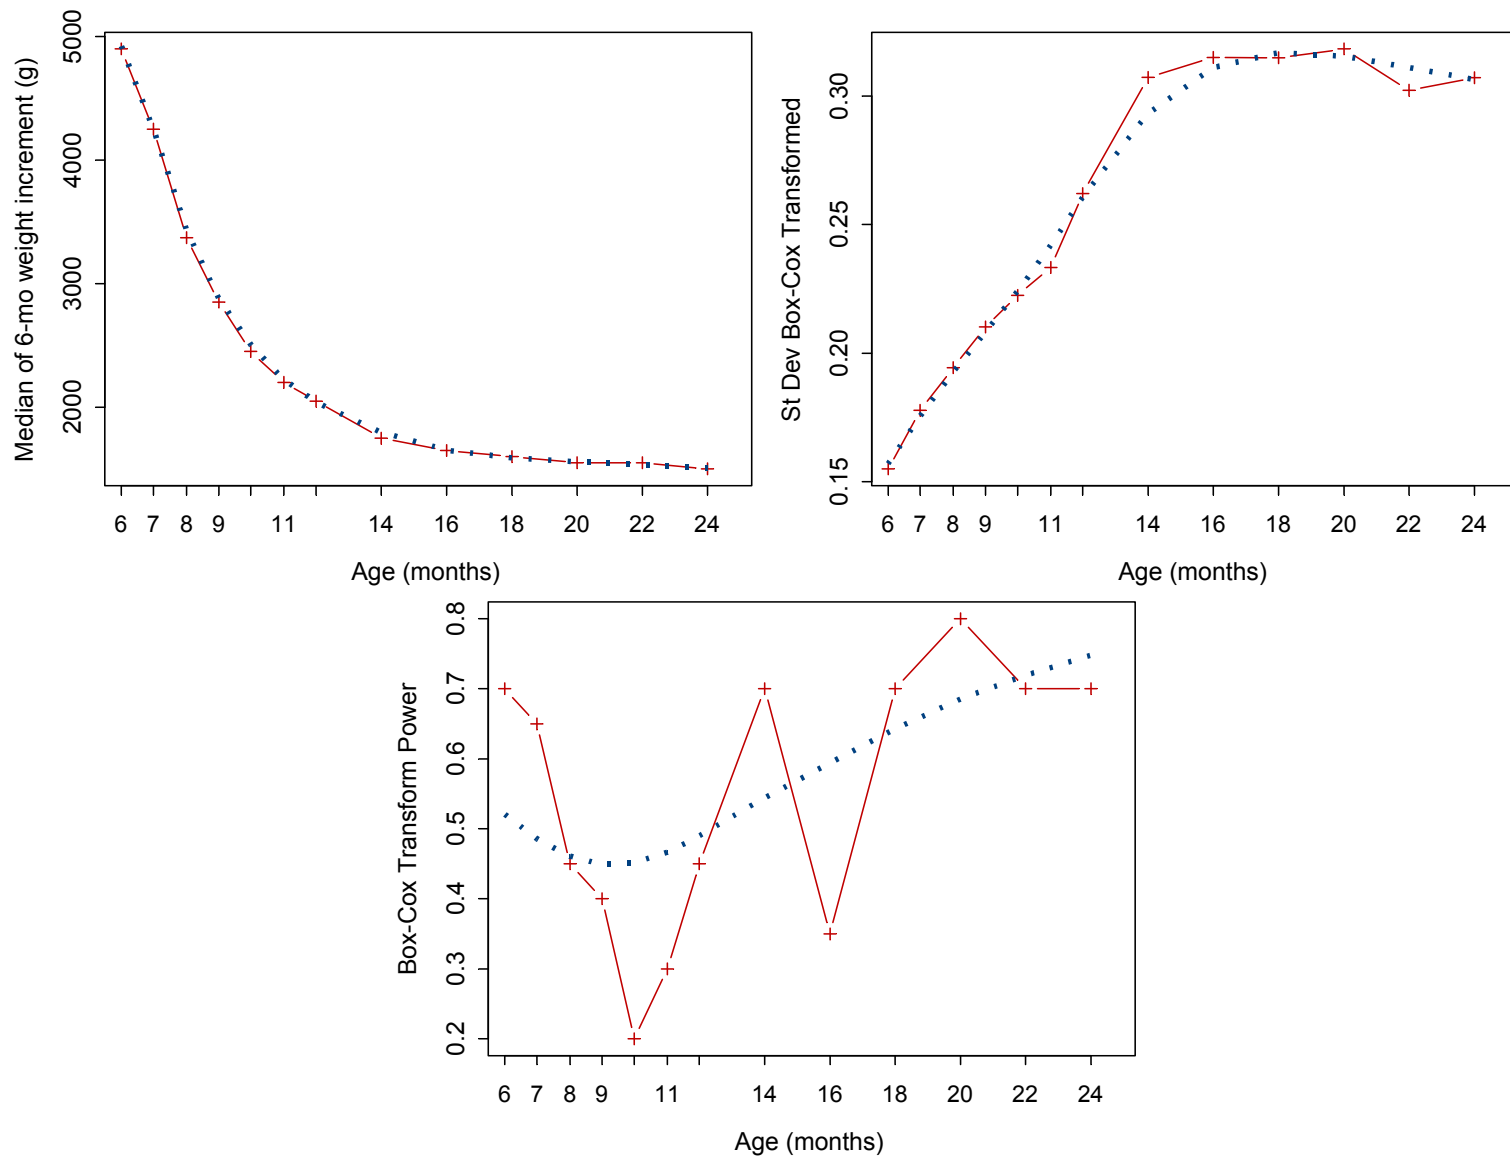 Median of 6-mo weight increment (g)
5000
4000
3000
2000
6 7 8 9 11 14 16 18 20 22 24
Age (months)
St Dev Box-Cox Transformed
0.30
0.25
0.20
0.15
6 7 8 9 11 14 16 18 20 22 24
Age (months)
Box-Cox Transform Power
0.8
0.7
0.6
0.5
0.4
0.3
0.2
6 7 8 9 11 14 16 18 20 22 24
Age (months)